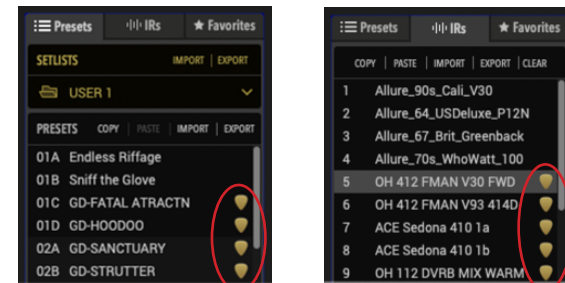 Presets IRs Favorites
SETLISTS IMPORT | EXPORT
USER 1
PRESETS COPY | PASTE | IMPORT | EXPORT
01A Endless Riffage
01B Sniff the Glove
01C GD-FATAL ATRACTN
01D GD-HOODOO
02A GD-SANCTUARY
02B GD-STRUTTER
Presets IRs Favorites
COPY | PASTE | IMPORT | EXPORT | CLEAR
1 Allure_90s_Cali_V30
2 Allure_64_USDeluxe_P12N
3 Allure_67_Brit_Greenback
4 Allure_70s_WhoWatt_100
5 OH 412 FMAN V30 FWD
6 OH 412 FMAN V93 414D
7 ACE Sedona 410 1a
8 ACE Sedona 410 1b
9 OH 112 DVRB MIX WARM